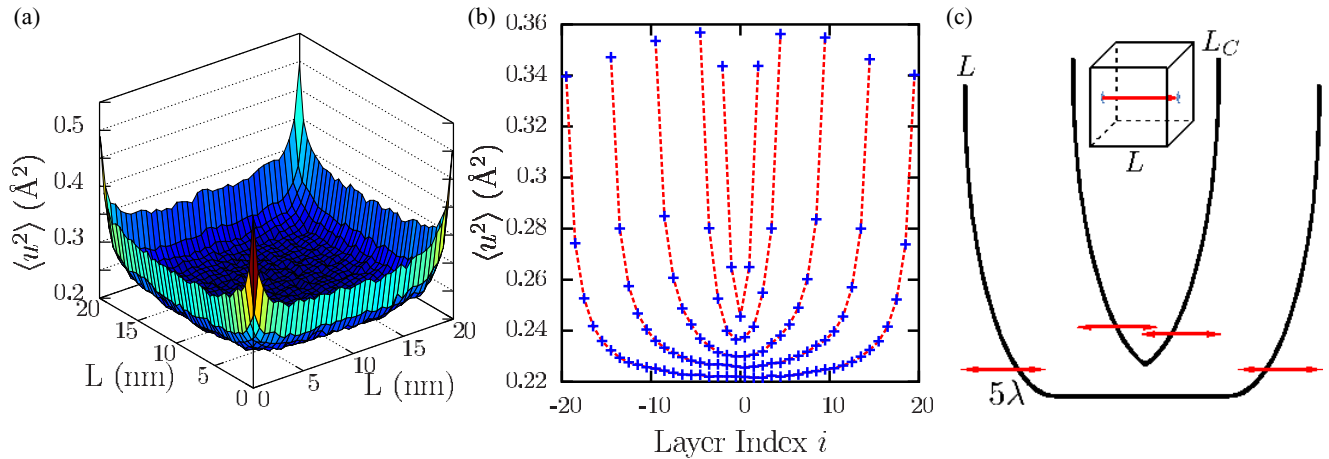 (a)
⟨u²⟩ (Å²)
0.5
0.4
0.3
0.2
20
15
10
5
0
L (nm)
0
5
10
15
20
L (nm)
(b)
⟨u²⟩ (Å²)
0.36
0.34
0.32
0.3
0.28
0.26
0.24
0.22
-20
-10
0
10
20
Layer Index i
(c)
L
L_C
L
5λ